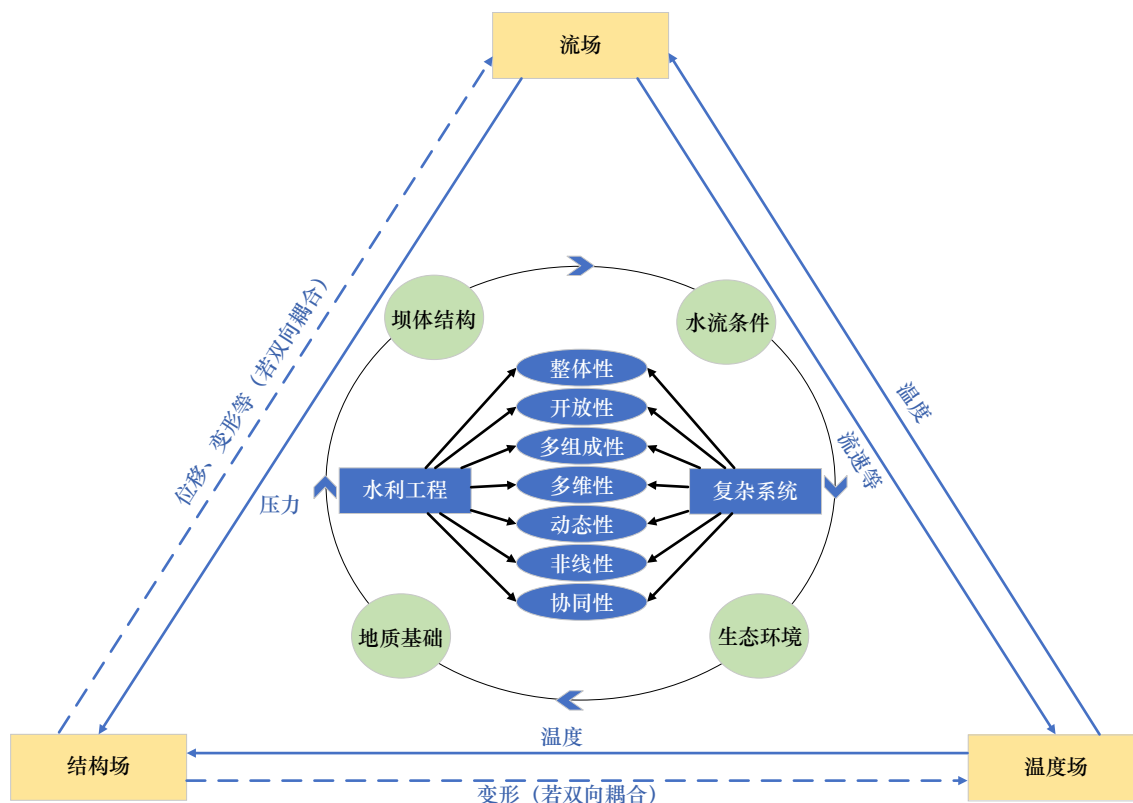 流场
位移、变形等（若双向耦合）
压力
温度
流速等
坝体结构
水流条件
整体性
开放性
多组成性
水利工程
多维性
复杂系统
动态性
非线性
协同性
地质基础
生态环境
温度
结构场
温度场
变形（若双向耦合）